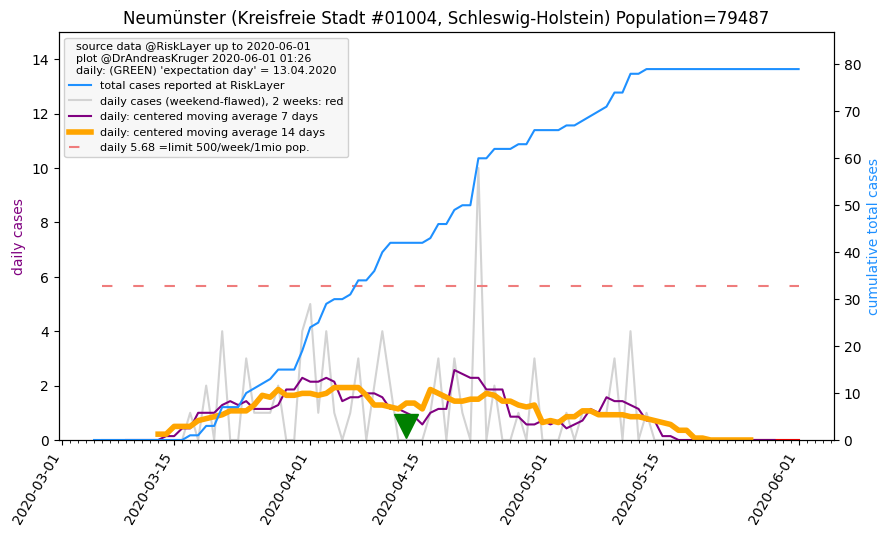 Neumünster (Kreisfreie Stadt #01004, Schleswig-Holstein) Population=79487
source data @RiskLayer up to 2020-06-01
plot @DrAndreasKruger 2020-06-01 01:26
daily: (GREEN) 'expectation day' = 13.04.2020
total cases reported at RiskLayer
daily cases (weekend-flawed), 2 weeks: red
daily: centered moving average 7 days
daily: centered moving average 14 days
daily 5.68 =limit 500/week/1mio pop.
daily cases
14
12
10
8
6
4
2
0
80
70
60
50
40
30
20
10
0
cumulative total cases
2020-03-01
2020-03-15
2020-04-01
2020-04-15
2020-05-01
2020-05-15
2020-06-01